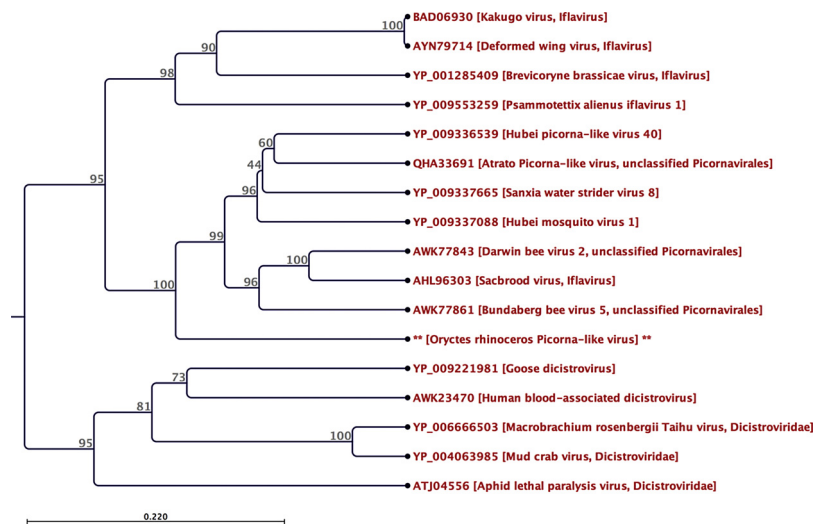 BAD06930 [Kakugo virus, Iflavirus]
100
AYN79714 [Deformed wing virus, Iflavirus]
90
YP_001285409 [Brevicoryne brassicae virus, Iflavirus]
98
YP_009553259 [Psammotettix alienus iflavirus 1]
YP_009336539 [Hubei picorna-like virus 40]
60
QHA33691 [Atrato Picorna-like virus, unclassified Picornavirales]
44
95
YP_009337665 [Sanxia water strider virus 8]
96
YP_009337088 [Hubei mosquito virus 1]
99
AWK77843 [Darwin bee virus 2, unclassified Picornavirales]
100
AHL96303 [Sacbrood virus, Iflavirus]
100
96
AWK77861 [Bundaberg bee virus 5, unclassified Picornavirales]
** [Oryctes rhinoceros Picorna-like virus] **
YP_009221981 [Goose dicistrovirus]
73
AWK23470 [Human blood-associated dicistrovirus]
81
YP_006666503 [Macrobrachium rosenbergii Taihu virus, Dicistroviridae]
100
95
YP_004063985 [Mud crab virus, Dicistroviridae]
ATJ04556 [Aphid lethal paralysis virus, Dicistroviridae]
0.220